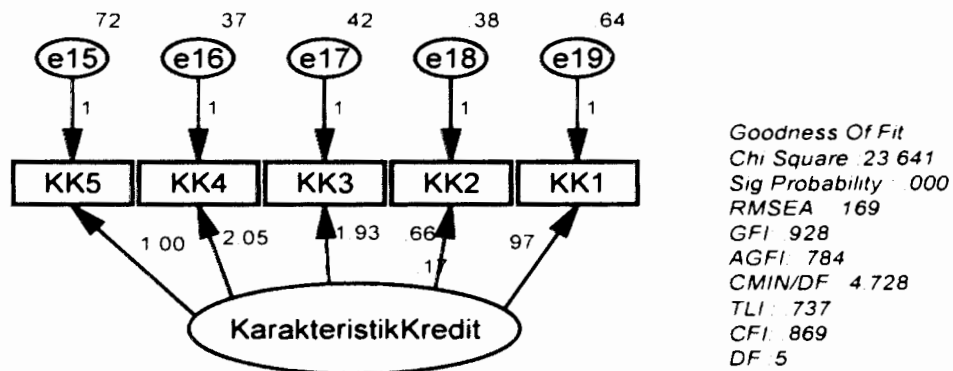 .72 37 42 .38 .64
e15 e16 e17 e18 e19
1 1 1 1 1
KK5 KK4 KK3 KK2 KK1
1 00 2.05 1.93 .66 97
.17
KarakteristikKredit
Goodness Of Fit
Chi Square :23 641
Sig Probability .000
RMSEA 169
GFI: .928
AGFI: .784
CMIN/DF 4.728
TLI: .737
CFI: .869
DF :5